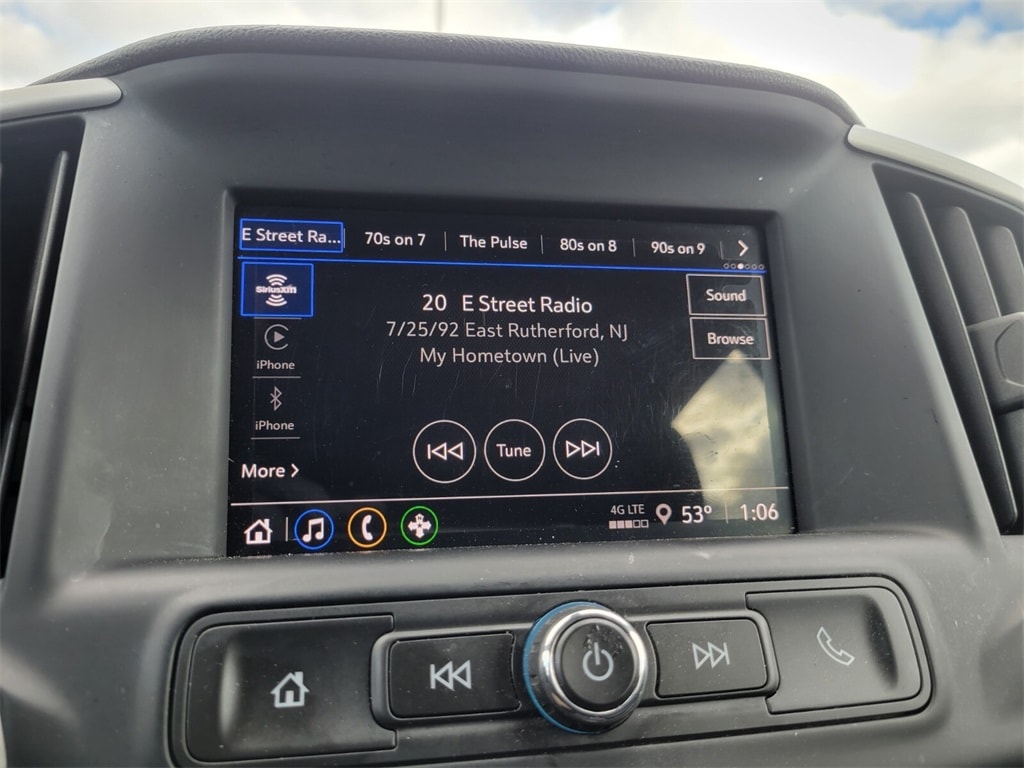 E Street Ra... 70s on 7 The Pulse 80s on 8 90s on 9
SiriusXM
iPhone
iPhone
More
20 E Street Radio
7/25/92 East Rutherford, NJ
My Hometown (Live)
Sound
Browse
Tune
4G LTE 53° 1:06